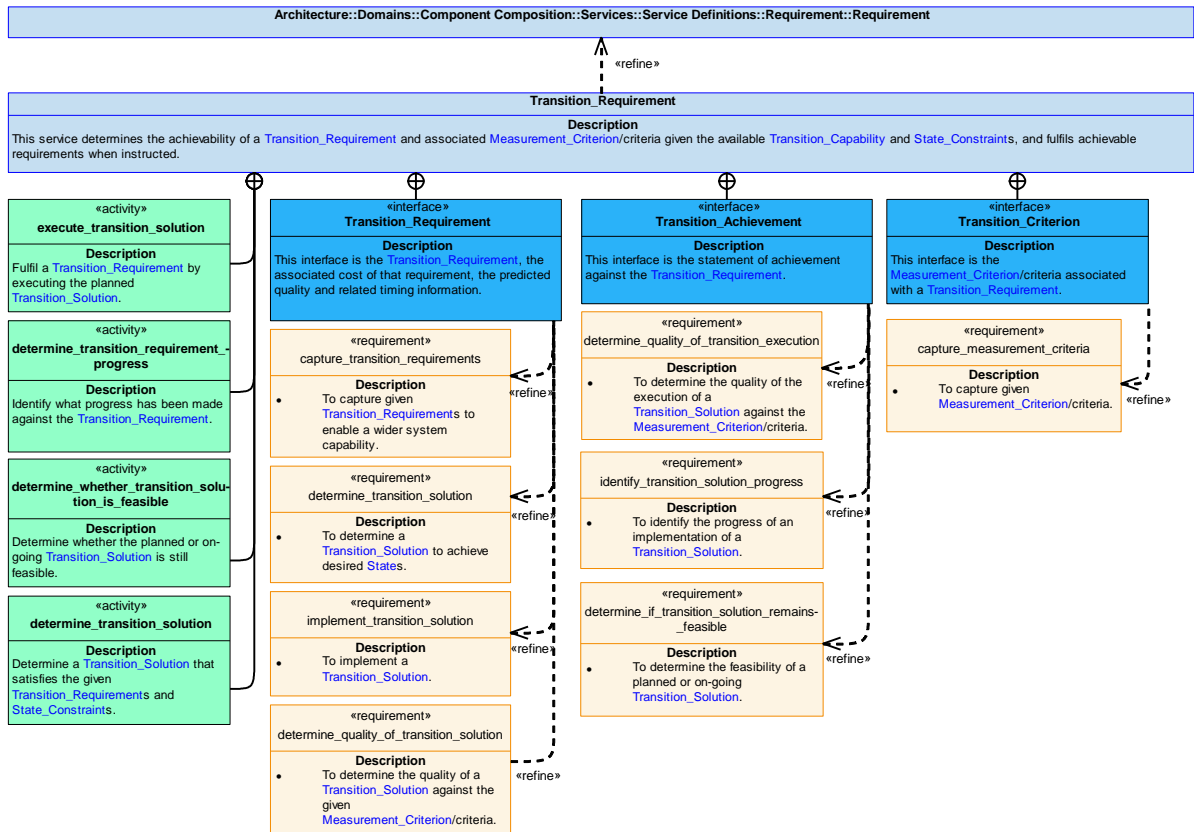 Architecture::Domains::Component Composition::Services::Service Definitions::Requirement::Requirement
«refine»
Transition_Requirement
Description
This service determines the achievability of a Transition_Requirement and associated Measurement_Criterion/criteria given the available Transition_Capability and State_Constraints, and fulfils achievable
requirements when instructed.
«activity»
execute_transition_solution
Description
Fulfil a Transition_Requirement by
executing the planned
Transition_Solution.
«activity»
determine_transition_requirement_-
progress
Description
Identify what progress has been made
against the Transition_Requirement.
«activity»
determine_whether_transition_solu-
tion_is_feasible
Description
Determine whether the planned or on-
going Transition_Solution is still
feasible.
«activity»
determine_transition_solution
Description
Determine a Transition_Solution that
satisfies the given
Transition_Requirements and
State_Constraints.
«interface»
Transition_Requirement
Description
This interface is the Transition_Requirement, the
associated cost of that requirement, the predicted
quality and related timing information.
«requirement»
capture_transition_requirements
Description
• To capture given
Transition_Requirements to
enable a wider system
capability.
«refine»
«requirement»
determine_transition_solution
Description
• To determine a
Transition_Solution to achieve
desired States.
«refine»
«requirement»
implement_transition_solution
Description
• To implement a
Transition_Solution.
«refine»
«requirement»
determine_quality_of_transition_solution
Description
• To determine the quality of a
Transition_Solution against the
given
Measurement_Criterion/criteria.
«refine»
«interface»
Transition_Achievement
Description
This interface is the statement of achievement
against the Transition_Requirement.
«requirement»
determine_quality_of_transition_execution
Description
• To determine the quality of the
execution of a
Transition_Solution against the
Measurement_Criterion/criteria.
«refine»
«requirement»
identify_transition_solution_progress
Description
• To identify the progress of an
implementation of a
Transition_Solution.
«refine»
«requirement»
determine_if_transition_solution_remains-
_feasible
Description
• To determine the feasibility of a
planned or on-going
Transition_Solution.
«refine»
«interface»
Transition_Criterion
Description
This interface is the
Measurement_Criterion/criteria associated
with a Transition_Requirement.
«requirement»
capture_measurement_criteria
Description
• To capture given
Measurement_Criterion/criteria.
«refine»